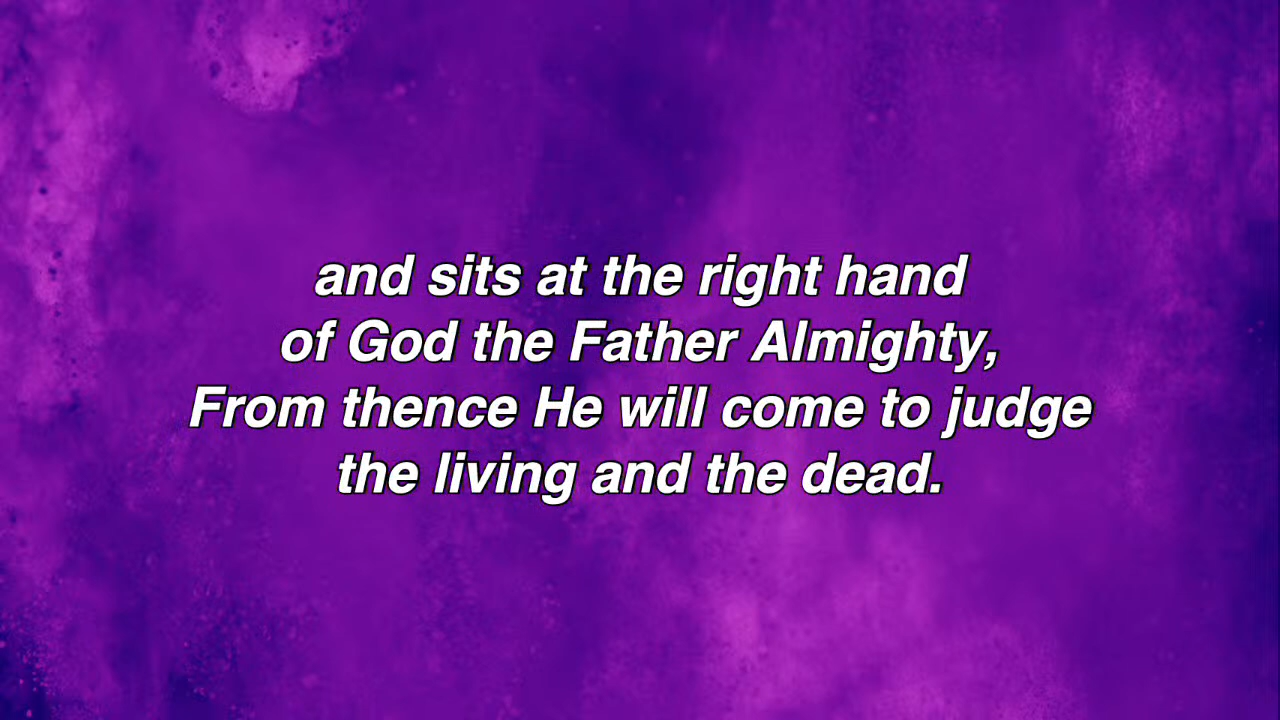 and sits at the right hand
of God the Father Almighty,
From thence He will come to judge
the living and the dead.